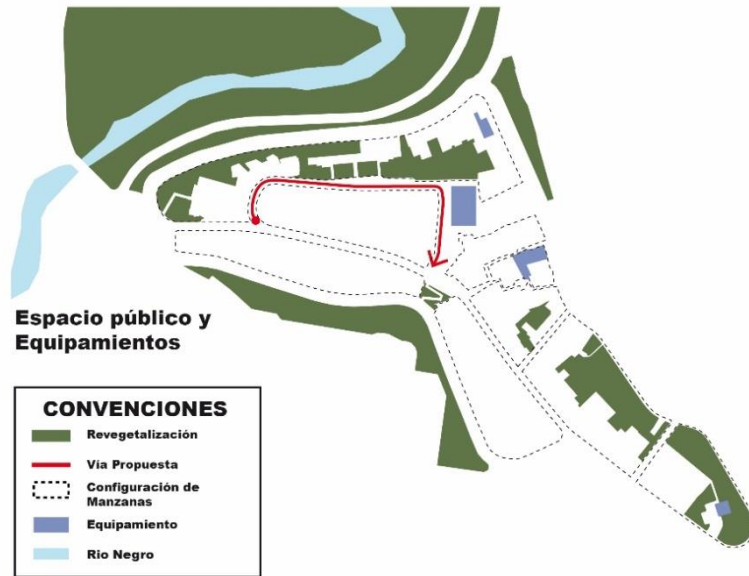 Espacio público y
Equipamientos
CONVENCIONES
Revegetalización
Vía Propuesta
Configuración de
Manzanas
Equipamiento
Rio Negro